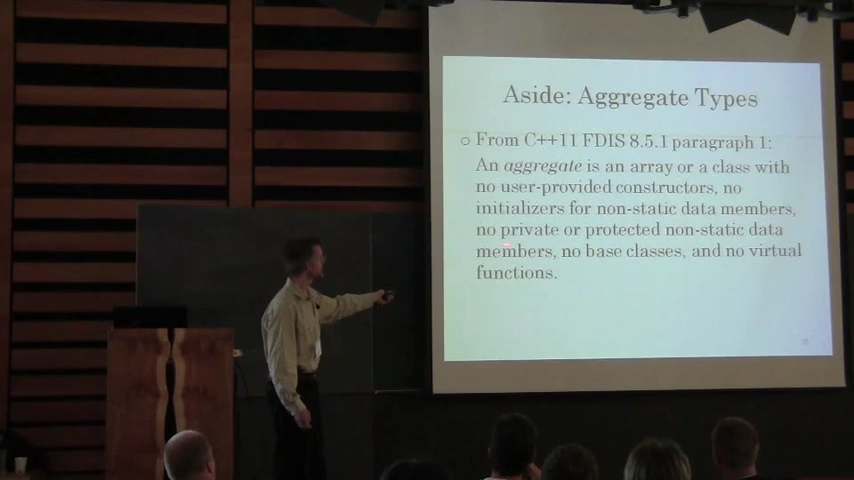 Aside: Aggregate Types
From C++11 FDIS 8.5.1 paragraph 1:
An aggregate is an array or a class with
no user-provided constructors, no
initializers for non-static data members,
no private or protected non-static data
members, no base classes, and no virtual
functions.